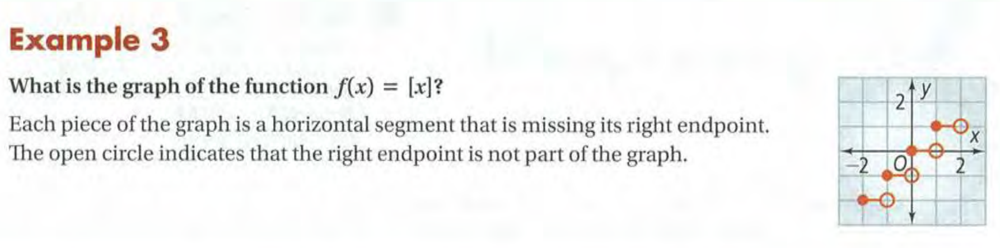 Example 3
What is the graph of the function f(x) = [x]?
Each piece of the graph is a horizontal segment that is missing its right endpoint.
The open circle indicates that the right endpoint is not part of the graph.
2 y
x
−2 O 2